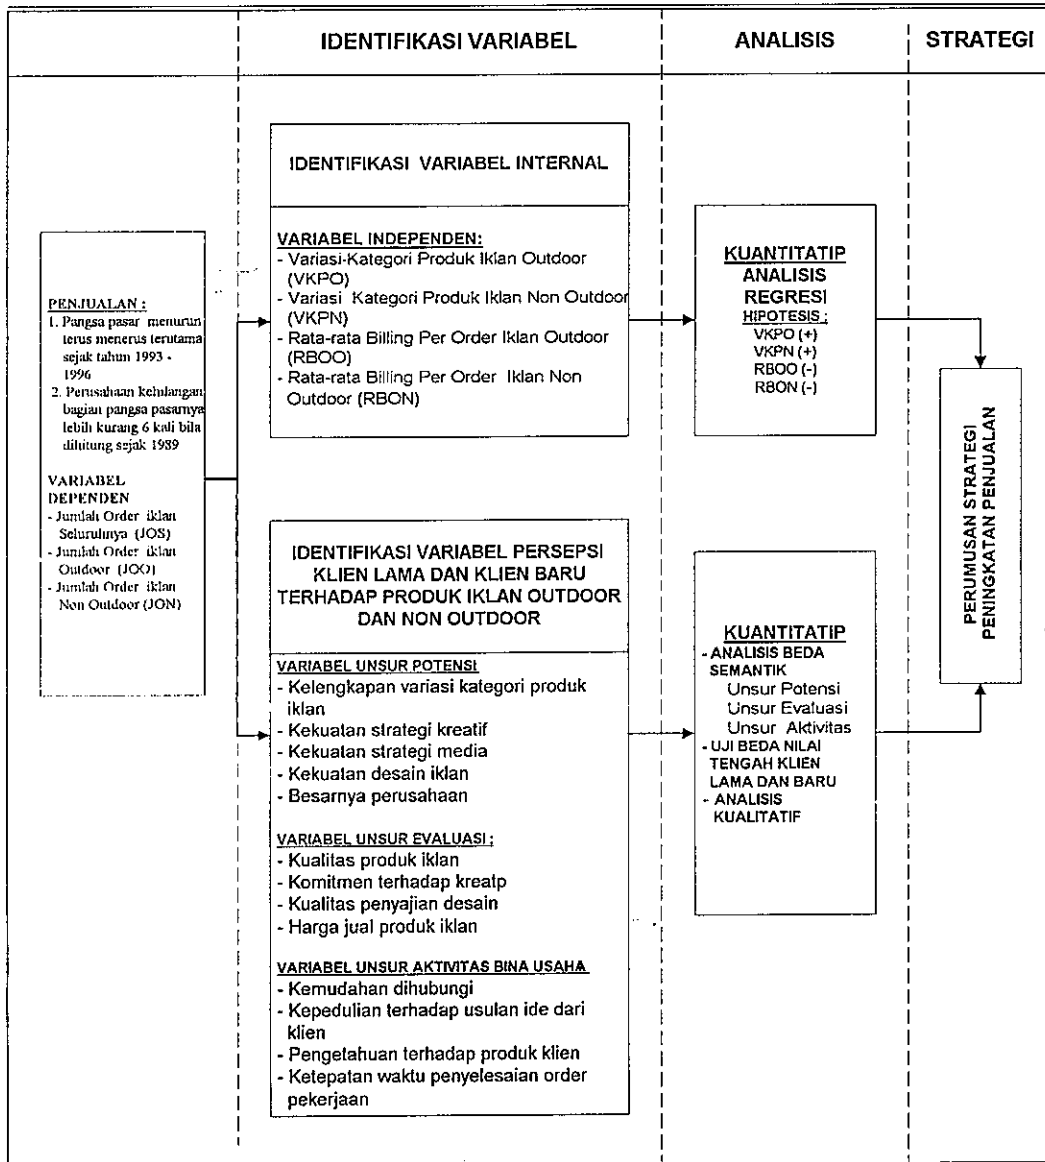 IDENTIFIKASI VARIABEL
ANALISIS
STRATEGI
PENJUALAN :
1. Pangsa pasar menurun
terus menerus terutama
sejak tahun 1993 -
1996
2. Perusahaan kehilangan
bagian pangsa pasarnya
lebih kurang 6 kali bila
dihitung sejak 1989
VARIABEL
DEPENDEN
- Jumlah Order iklan
Seluruhnya (JOS)
- Jumlah Order iklan
Outdoor (JOO)
- Jumlah Order iklan
Non Outdoor (JON)
IDENTIFIKASI VARIABEL INTERNAL
VARIABEL INDEPENDEN:
- Variasi-Kategori Produk Iklan Outdoor
(VKPO)
- Variasi Kategori Produk Iklan Non Outdoor
(VKPN)
- Rata-rata Billing Per Order Iklan Outdoor
(RBOO)
- Rata-rata Billing Per Order Iklan Non
Outdoor (RBON)
IDENTIFIKASI VARIABEL PERSEPSI
KLIEN LAMA DAN KLIEN BARU
TERHADAP PRODUK IKLAN OUTDOOR
DAN NON OUTDOOR
VARIABEL UNSUR POTENSI
- Kelengkapan variasi kategori produk
iklan
- Kekuatan strategi kreatif
- Kekuatan strategi media
- Kekuatan desain iklan
- Besarnya perusahaan
VARIABEL UNSUR EVALUASI :
- Kualitas produk iklan
- Komitmen terhadap kreatp
- Kualitas penyajian desain
- Harga jual produk iklan
VARIABEL UNSUR AKTIVITAS BINA USAHA
- Kemudahan dihubungi
- Kepedulian terhadap usulan ide dari
klien
- Pengetahuan terhadap produk klien
- Ketepatan waktu penyelesaian order
pekerjaan
KUANTITATIP
ANALISIS
REGRESI
HIPOTESIS :
VKPO (+)
VKPN (+)
RBOO (-)
RBON (-)
KUANTITATIP
- ANALISIS BEDA
SEMANTIK
Unsur Potensi
Unsur Evaluasi
Unsur Aktivitas
- UJI BEDA NILAI
TENGAH KLIEN
LAMA DAN BARU
- ANALISIS
KUALITATIF
PERUMUSAN STRATEGI
PENINGKATAN PENJUALAN